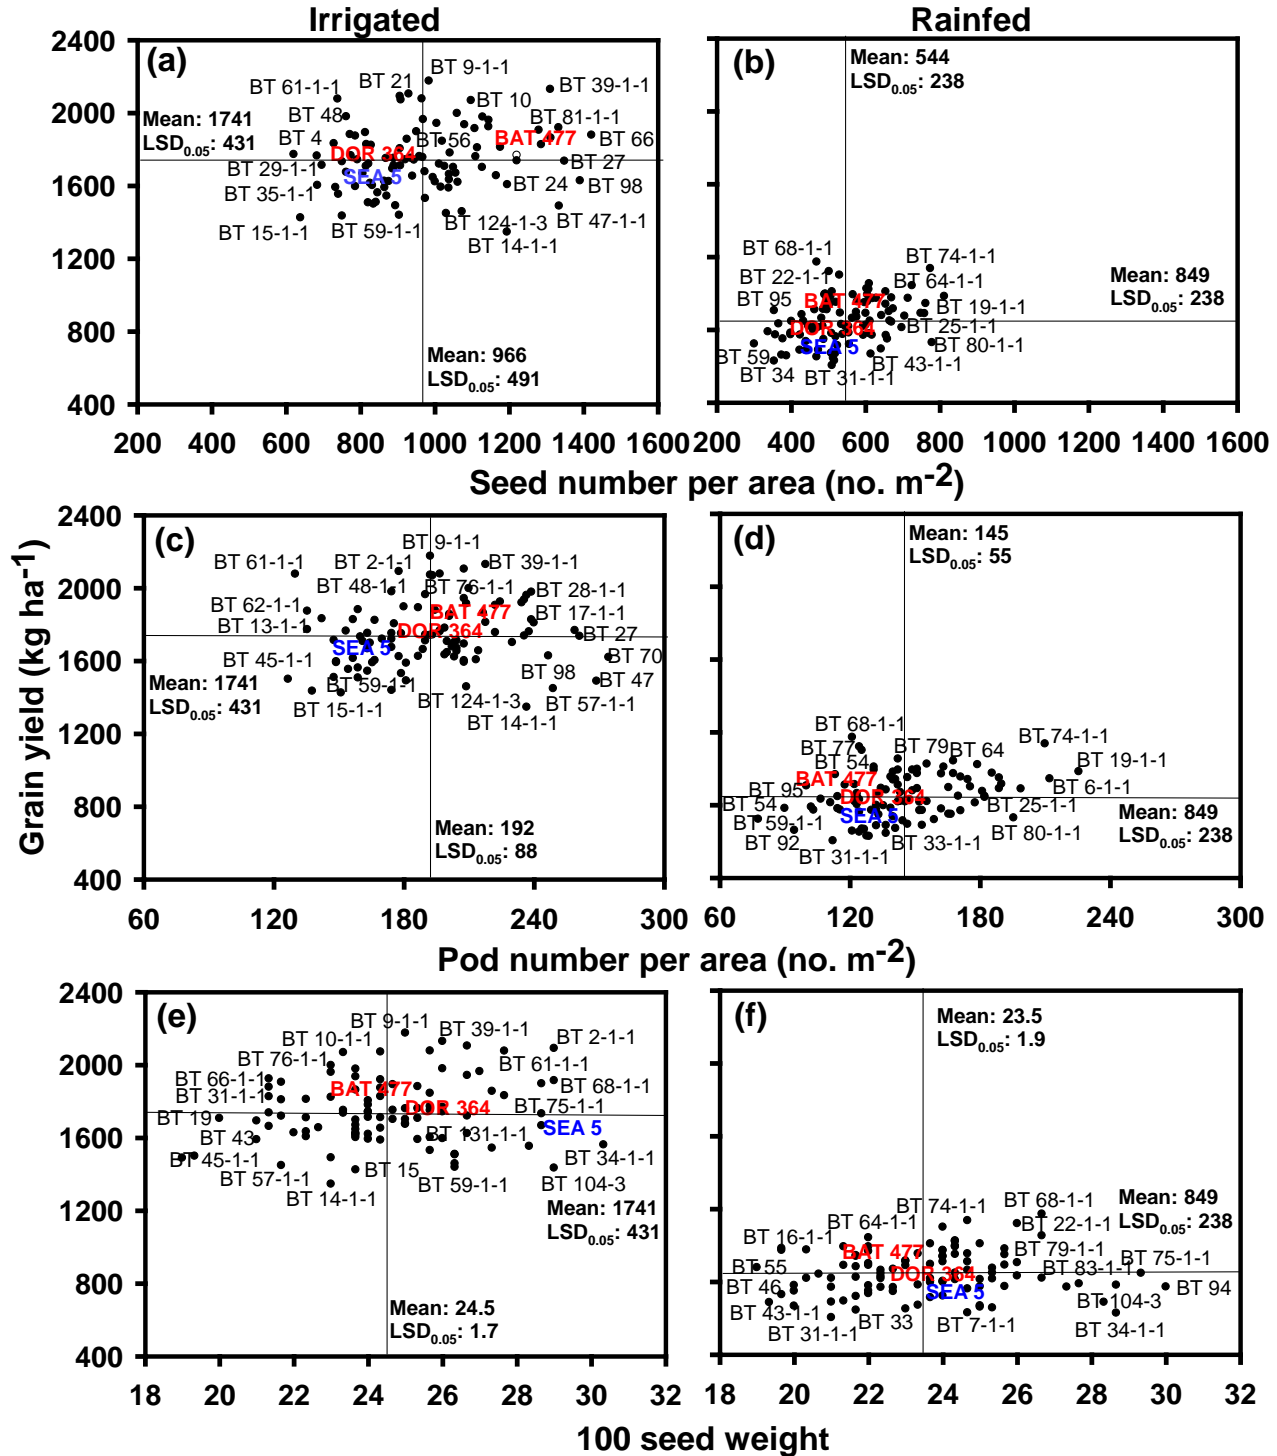 Irrigated
Rainfed
(a)
2400
2000
1600
1200
800
400
Mean: 1741
LSD0.05: 431
BT 9-1-1
BT 61-1-1
BT 21
BT 39-1-1
BT 10
BT 48
BT 81-1-1
BT 4
BT 56
BAT 477
BT 66
DOR 364
BT 27
BT 29-1-1
SEA 5
BT 24
BT 98
BT 35-1-1
BT 15-1-1
BT 59-1-1
BT 124-1-3
BT 47-1-1
BT 14-1-1
Mean: 966
LSD0.05: 491
200 400 600 800 1000 1200 1400 1600
(b)
Mean: 544
LSD0.05: 238
BT 68-1-1
BT 74-1-1
BT 22-1-1
BT 64-1-1
Mean: 849
LSD0.05: 238
BT 95
BAT 477
BT 19-1-1
DOR 364
BT 25-1-1
SEA 5
BT 80-1-1
BT 59
BT 43-1-1
BT 34
BT 31-1-1
200 400 600 800 1000 1200 1400 1600
Seed number per area (no. m-2)
Grain yield (kg ha-1)
(c)
2400
2000
1600
1200
800
400
BT 9-1-1
BT 61-1-1
BT 2-1-1
BT 39-1-1
BT 48-1-1
BT 76-1-1
BT 28-1-1
BT 62-1-1
BAT 477
BT 17-1-1
BT 13-1-1
DOR 364
BT 27
SEA 5
BT 70
BT 45-1-1
BT 98
BT 47
Mean: 1741
LSD0.05: 431
BT 59-1-1
BT 124-1-3
BT 57-1-1
BT 15-1-1
BT 14-1-1
Mean: 192
LSD0.05: 88
60 120 180 240 300
(d)
Mean: 145
LSD0.05: 55
BT 68-1-1
BT 74-1-1
BT 77
BT 79
BT 64
BT 19-1-1
BT 54
BAT 477
BT 6-1-1
BT 95
DOR 364
BT 54
BT 25-1-1
Mean: 849
LSD0.05: 238
BT 59-1-1
SEA 5
BT 80-1-1
BT 92
BT 33-1-1
BT 31-1-1
60 120 180 240 300
Pod number per area (no. m-2)
(e)
2400
2000
1600
1200
800
400
BT 9-1-1
BT 39-1-1
BT 10-1-1
BT 2-1-1
BT 76-1-1
BT 61-1-1
BT 66-1-1
BAT 477
BT 68-1-1
BT 31-1-1
DOR 364
BT 75-1-1
BT 19
SEA 5
BT 43
BT 131-1-1
BT 45-1-1
BT 34-1-1
BT 57-1-1
BT 15
BT 59-1-1
BT 104-3
BT 14-1-1
Mean: 1741
LSD0.05: 431
Mean: 24.5
LSD0.05: 1.7
18 20 22 24 26 28 30 32
(f)
Mean: 23.5
LSD0.05: 1.9
BT 74-1-1
BT 68-1-1
Mean: 849
LSD0.05: 238
BT 64-1-1
BT 22-1-1
BT 16-1-1
BAT 477
BT 79-1-1
BT 75-1-1
BT 55
DOR 364
BT 83-1-1
BT 46
SEA 5
BT 94
BT 43-1-1
BT 33
BT 7-1-1
BT 104-3
BT 31-1-1
BT 34-1-1
18 20 22 24 26 28 30 32
100 seed weight